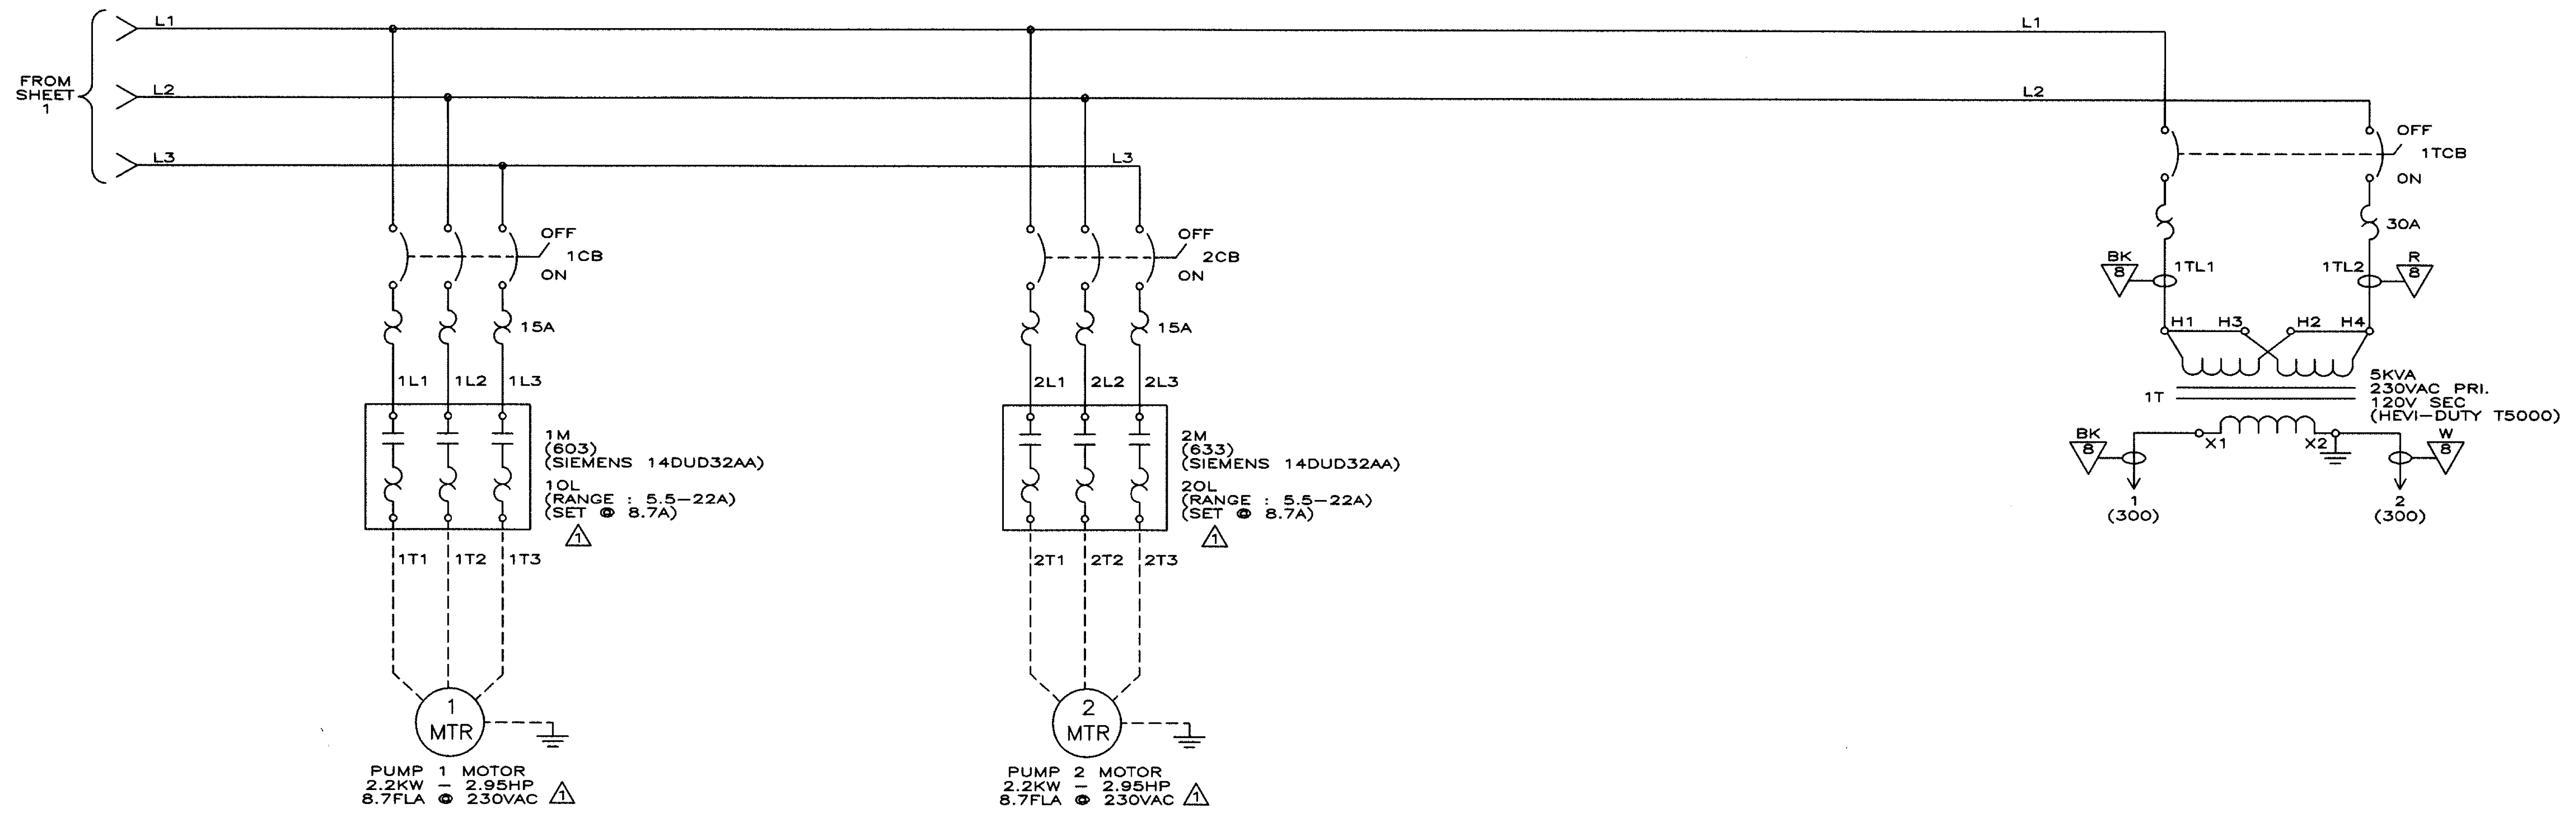 FROM
SHEET
1
L1
L2
L3
L1
L2
L3
OFF
1CB
ON
15A
1L1 1L2 1L3
1M
(603)
(SIEMENS 14DUD32AA)
1OL
(RANGE : 5.5-22A)
(SET @ 8.7A)
1
1T1 1T2 1T3
1
MTR
PUMP 1 MOTOR
2.2KW - 2.95HP
8.7FLA @ 230VAC
1
OFF
2CB
ON
15A
2L1 2L2 2L3
2M
(633)
(SIEMENS 14DUD32AA)
2OL
(RANGE : 5.5-22A)
(SET @ 8.7A)
1
2T1 2T2 2T3
2
MTR
PUMP 2 MOTOR
2.2KW - 2.95HP
8.7FLA @ 230VAC
1
OFF
1TCB
ON
30A
BK
8
1TL1
1TL2
R
8
H1 H3 H2 H4
1T
5KVA
230VAC PRI.
120V SEC
(HEVI-DUTY T5000)
BK
8
X1 X2
W
8
1
(300)
2
(300)